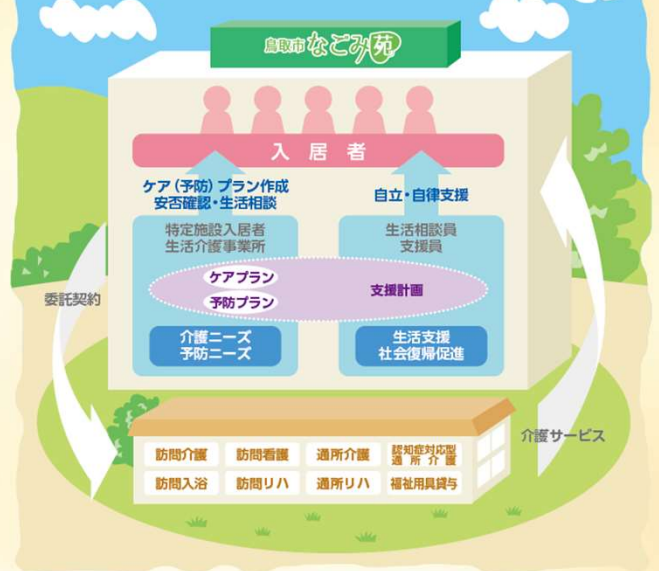 鳥取市なごみ苑
入居者
ケア(予防)プラン作成
安否確認・生活相談
自立・自律支援
特定施設入居者
生活介護事業所
生活相談員
支援員
ケアプラン
予防プラン
支援計画
介護ニーズ
予防ニーズ
生活支援
社会復帰促進
委託契約
介護サービス
訪問介護
訪問看護
通所介護
認知症対応型
通所介護
訪問入浴
訪問リハ
通所リハ
福祉用具貸与